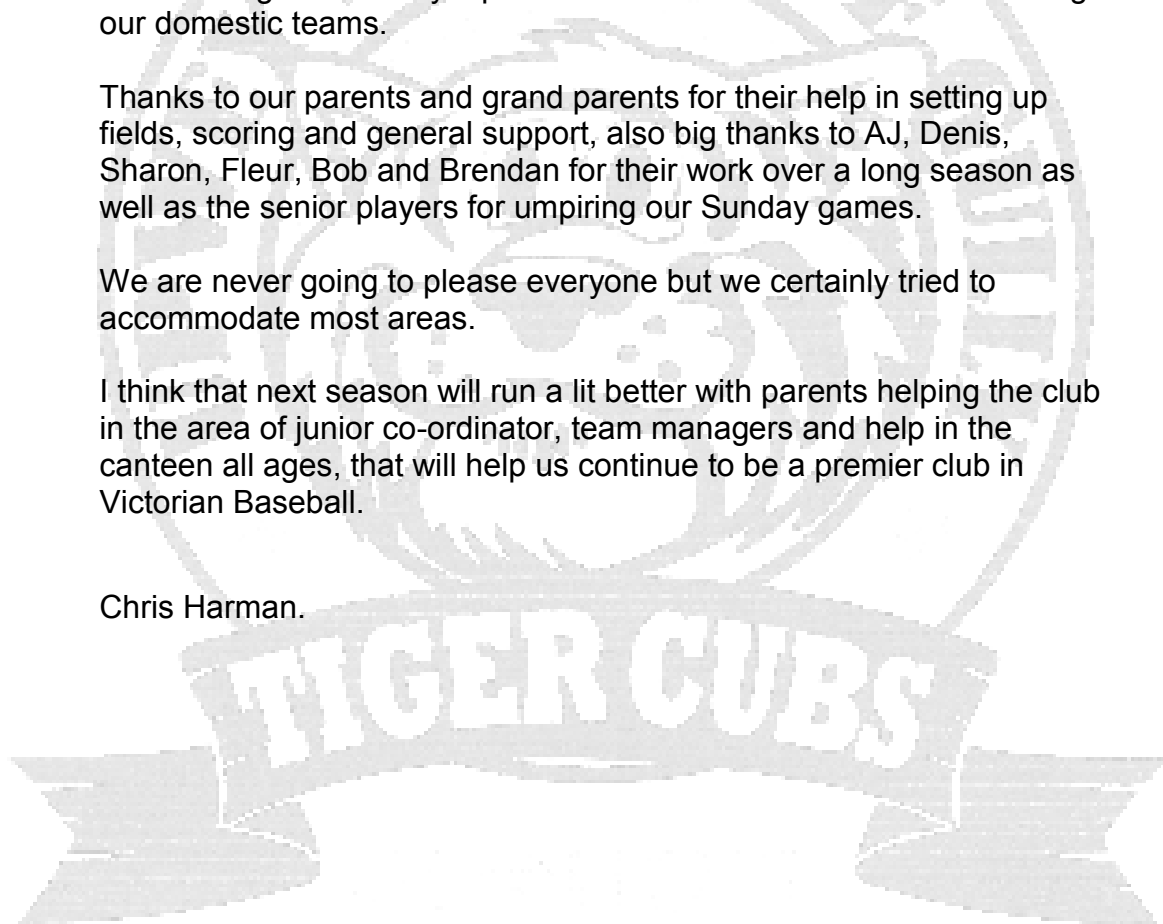 our domestic teams.
Thanks to our parents and grand parents for their help in setting up
fields, scoring and general support, also big thanks to AJ, Denis,
Sharon, Fleur, Bob and Brendan for their work over a long season as
well as the senior players for umpiring our Sunday games.
We are never going to please everyone but we certainly tried to
accommodate most areas.
I think that next season will run a lit better with parents helping the club
in the area of junior co-ordinator, team managers and help in the
canteen all ages, that will help us continue to be a premier club in
Victorian Baseball.
Chris Harman.
TIGER CUBS